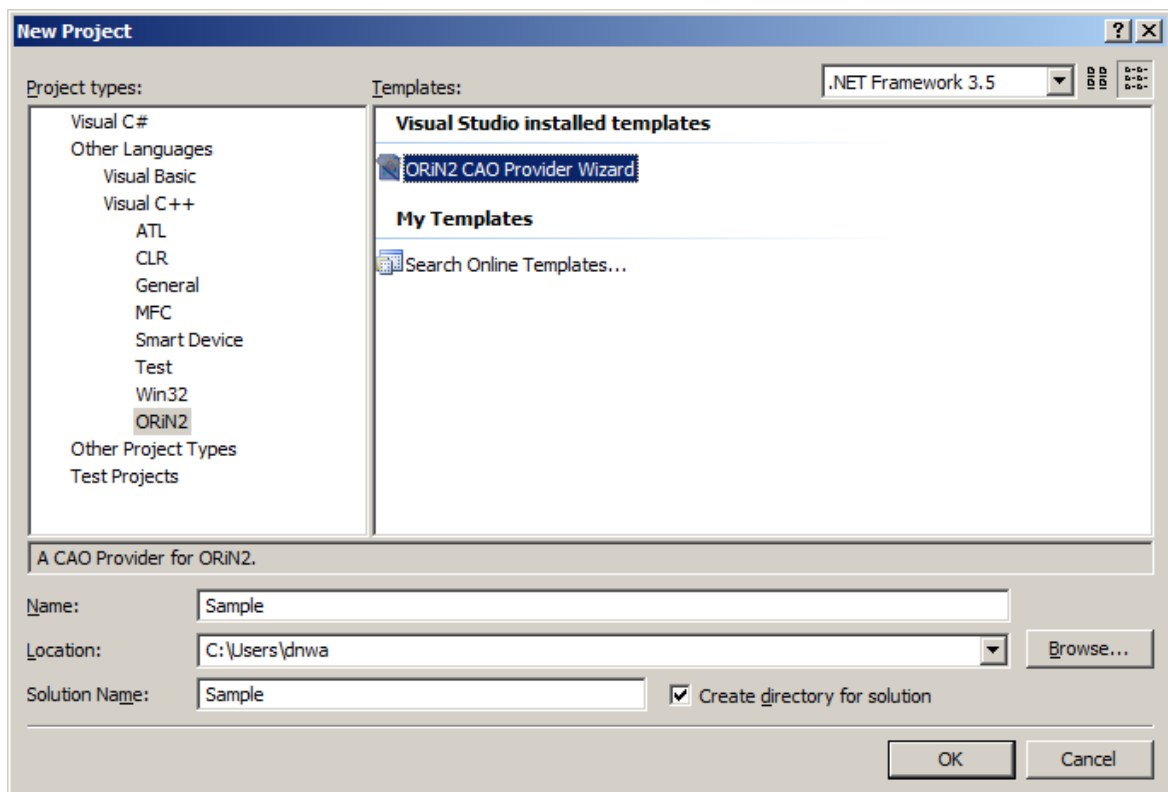 New Project
Project types:
Templates:
.NET Framework 3.5
Visual C#
Other Languages
Visual Basic
Visual C++
ATL
CLR
General
MFC
Smart Device
Test
Win32
ORiN2
Other Project Types
Test Projects
Visual Studio installed templates
ORiN2 CAO Provider Wizard
My Templates
Search Online Templates...
A CAO Provider for ORiN2.
Name:
Sample
Location:
C:\Users\dnwa
Browse...
Solution Name:
Sample
Create directory for solution
OK
Cancel